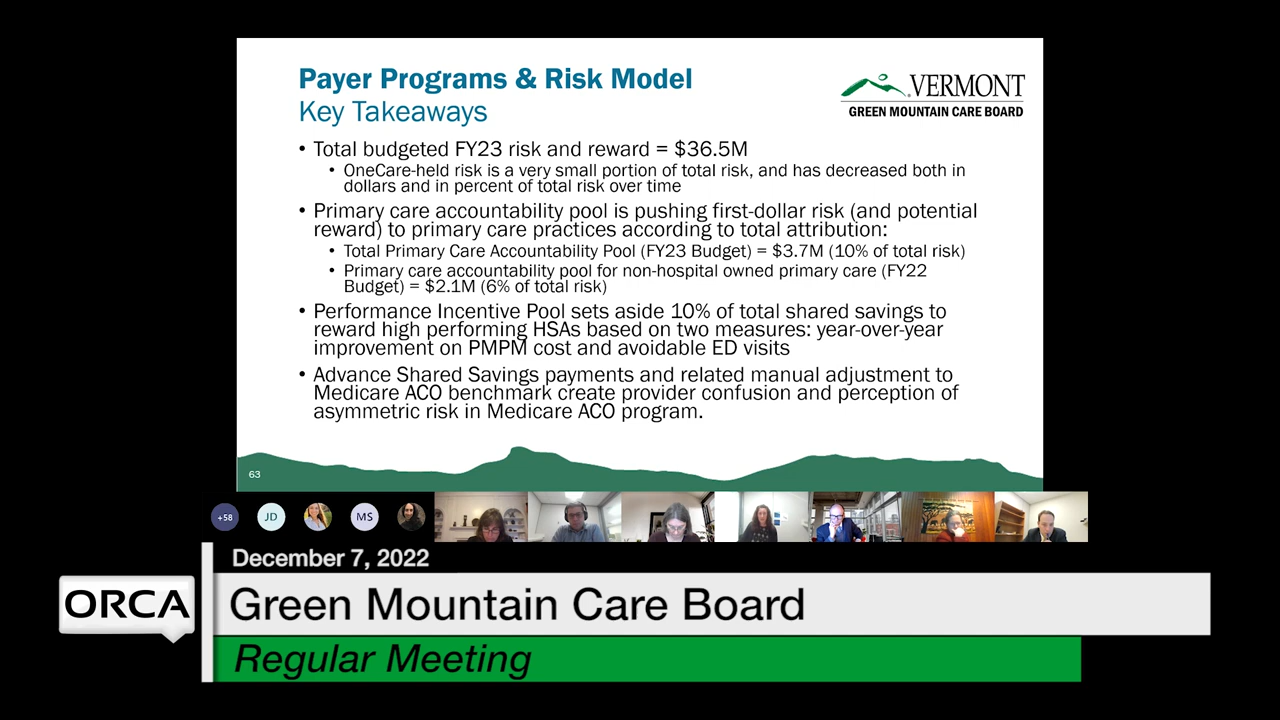 Payer Programs & Risk Model
Key Takeaways
VERMONT
GREEN MOUNTAIN CARE BOARD
• Total budgeted FY23 risk and reward = $36.5M
• OneCare-held risk is a very small portion of total risk, and has decreased both in
dollars and in percent of total risk over time
• Primary care accountability pool is pushing first-dollar risk (and potential
reward) to primary care practices according to total attribution:
• Total Primary Care Accountability Pool (FY23 Budget) = $3.7M (10% of total risk)
• Primary care accountability pool for non-hospital owned primary care (FY22
Budget) = $2.1M (6% of total risk)
• Performance Incentive Pool sets aside 10% of total shared savings to
reward high performing HSAs based on two measures: year-over-year
improvement on PMPM cost and avoidable ED visits
• Advance Shared Savings payments and related manual adjustment to
Medicare ACO benchmark create provider confusion and perception of
asymmetric risk in Medicare ACO program.
63
+58
JD
MS
December 7, 2022
ORCA
Green Mountain Care Board
Regular Meeting